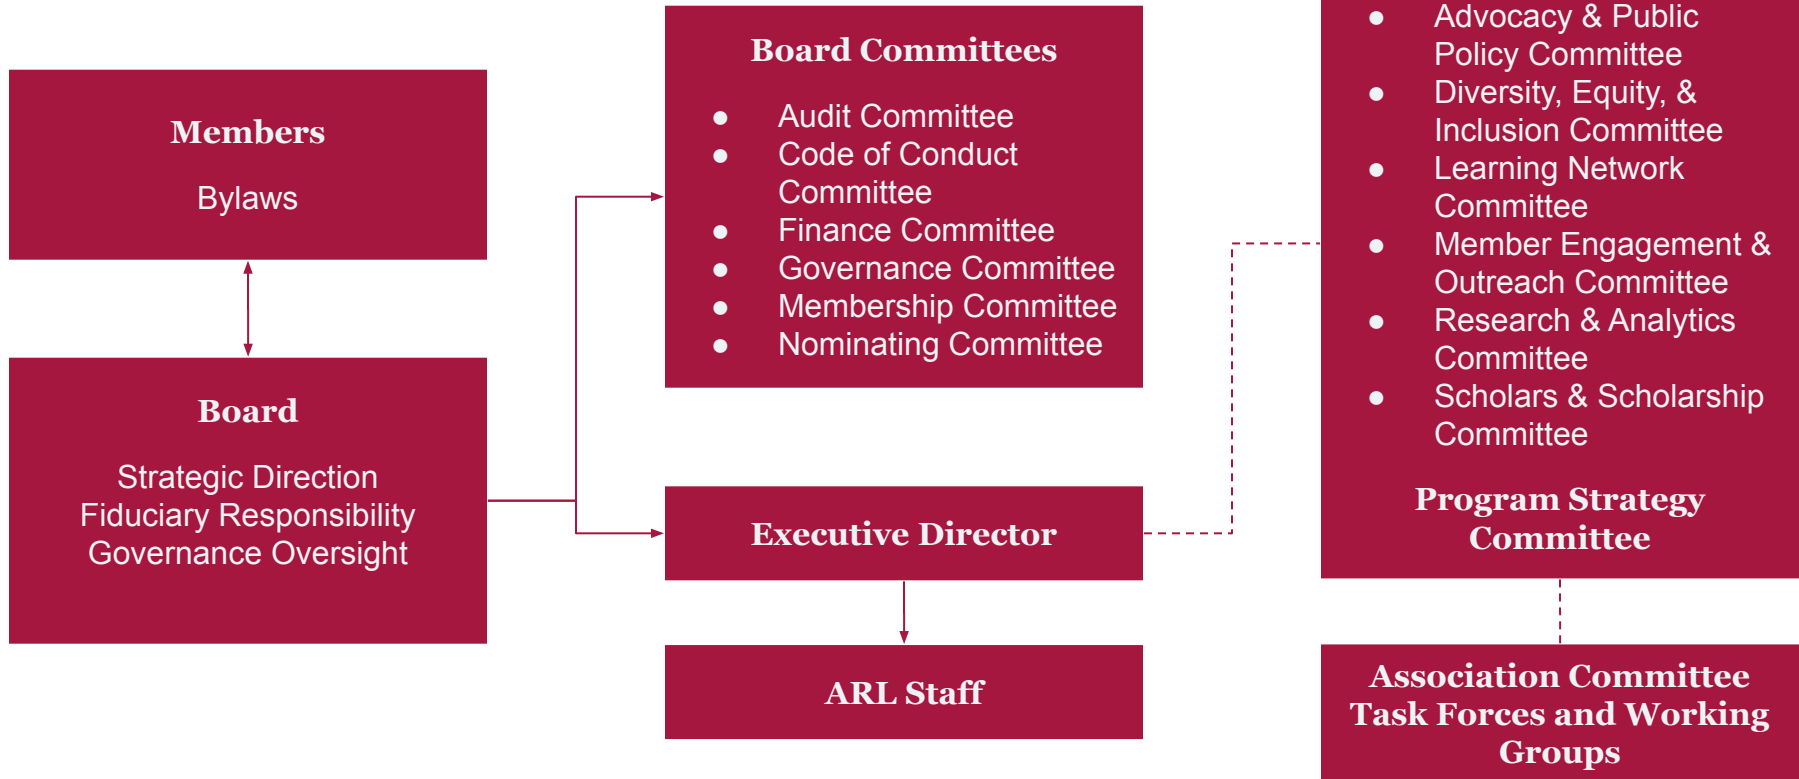 Members
Bylaws
Board
Strategic Direction
Fiduciary Responsibility
Governance Oversight
Board Committees
● Audit Committee
● Code of Conduct
Committee
● Finance Committee
● Governance Committee
● Membership Committee
● Nominating Committee
Executive Director
ARL Staff
● Advocacy & Public
Policy Committee
● Diversity, Equity, &
Inclusion Committee
● Learning Network
Committee
● Member Engagement &
Outreach Committee
● Research & Analytics
Committee
● Scholars & Scholarship
Committee
Program Strategy
Committee
Association Committee
Task Forces and Working
Groups